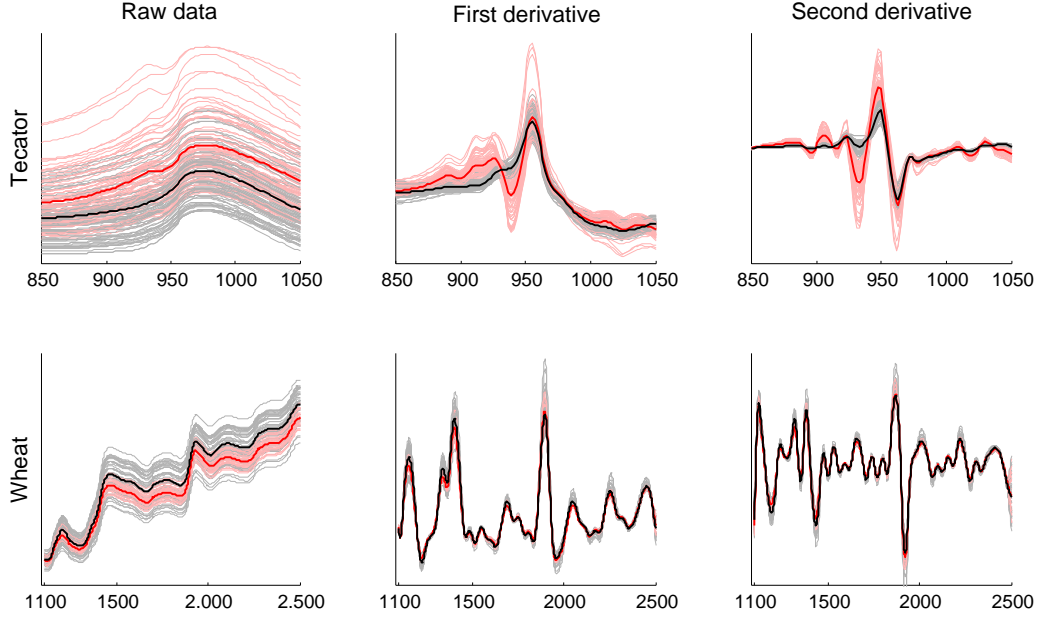 Raw data
First derivative
Second derivative
Tecator
850 900 950 1000 1050
850 900 950 1000 1050
850 900 950 1000 1050
Wheat
1100 1500 2.000 2.500
1100 1500 2000 2500
1100 1500 2000 2500